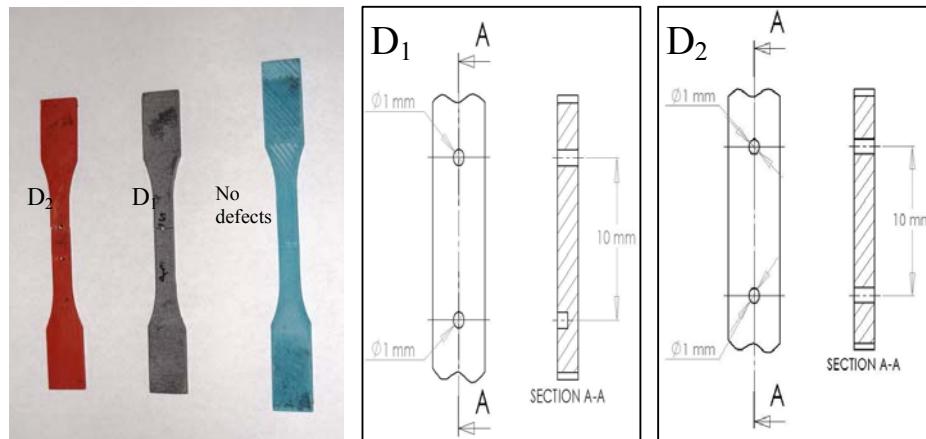 D2
D1
No
defects
D1
A
Ø1 mm
10 mm
Ø1 mm
A
SECTION A-A
D2
A
Ø1 mm
10 mm
Ø1 mm
A
SECTION A-A